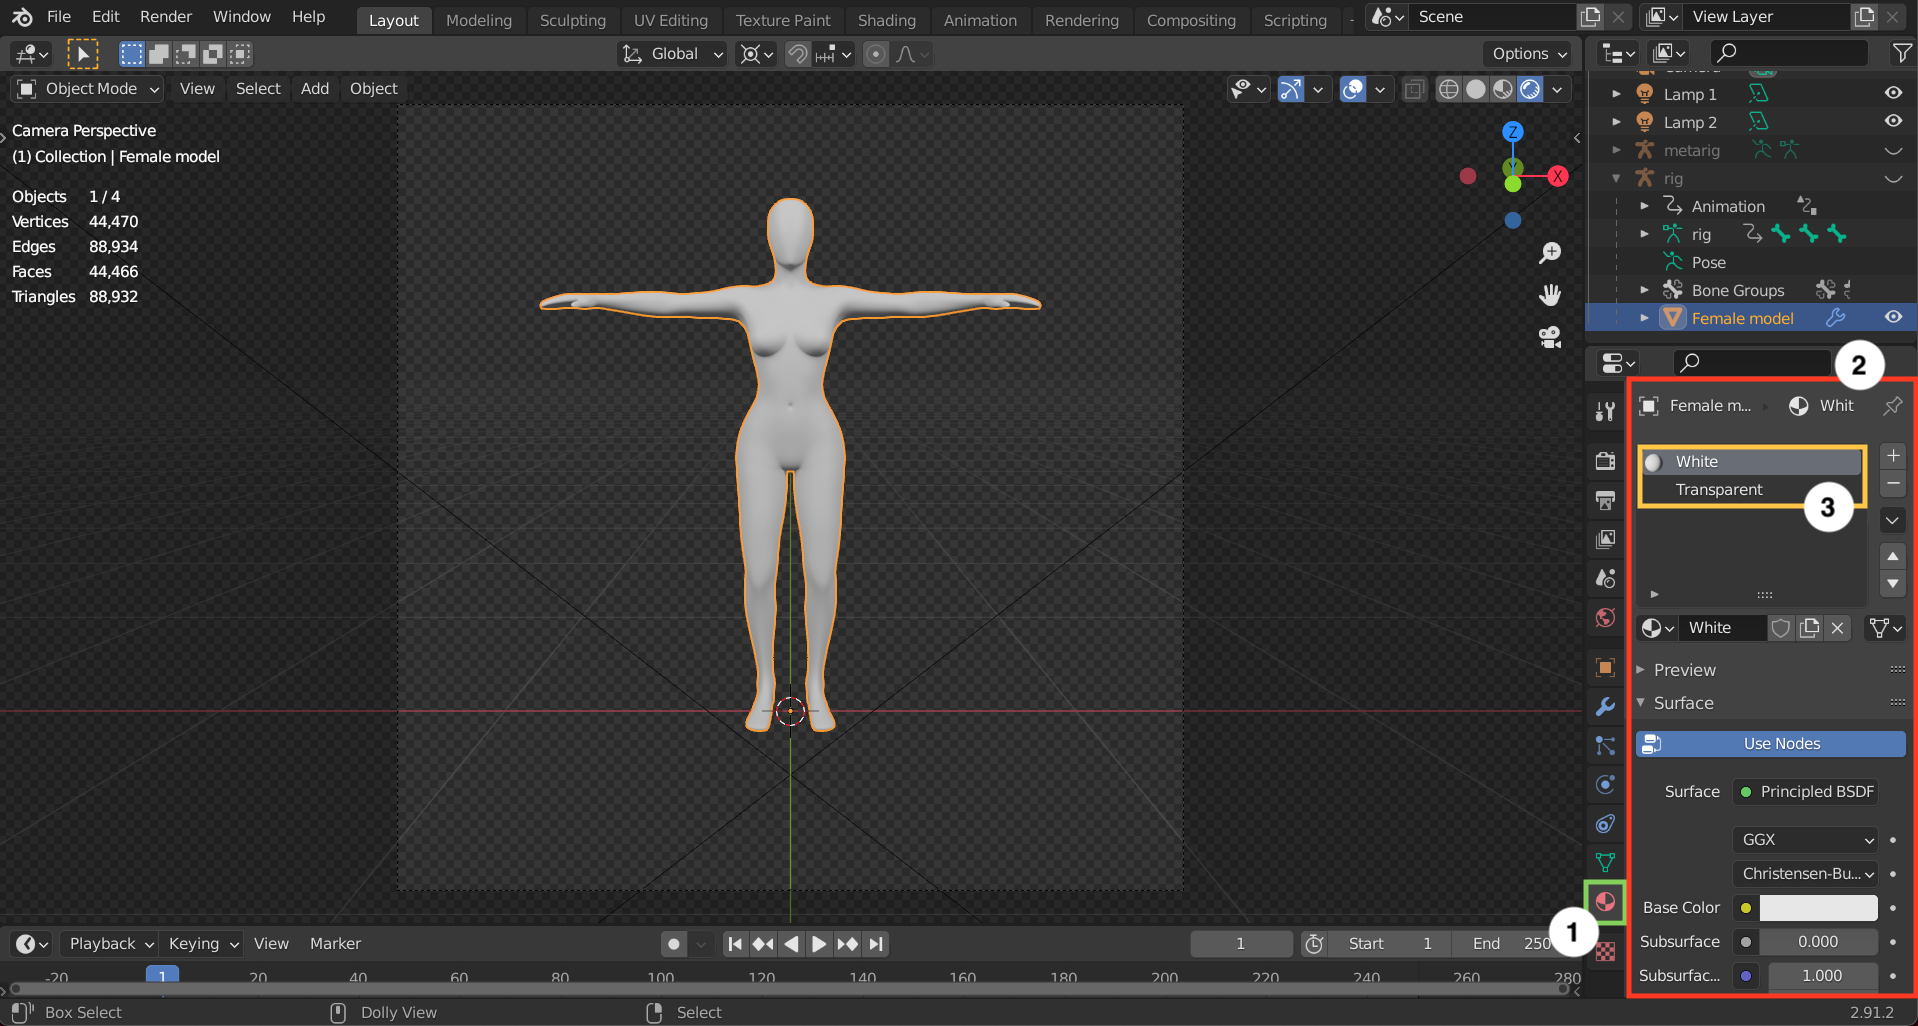 File Edit Render Window Help Layout Modeling Sculpting UV Editing Texture Paint Shading Animation Rendering Compositing Scripting Scene View Layer
Global Options
Object Mode View Select Add Object
Camera Perspective
(1) Collection | Female model
Objects 1 / 4
Vertices 44,470
Edges 88,934
Faces 44,466
Triangles 88,932
Z
Y
X
Lamp 1
Lamp 2
metarig
rig
Animation
rig
Pose
Bone Groups
Female model
2
Female m... Whit
White
Transparent
3
White
Preview
Surface
Use Nodes
Surface Principled BSDF
GGX
Christensen-Bu...
Base Color
Subsurface 0.000
Subsurfac... 1.000
1
Playback Keying View Marker 1 Start 1 End 250
-20 1 20 40 60 80 100 120 140 160 180 200 220 240 260 280
Box Select Dolly View Select 2.91.2